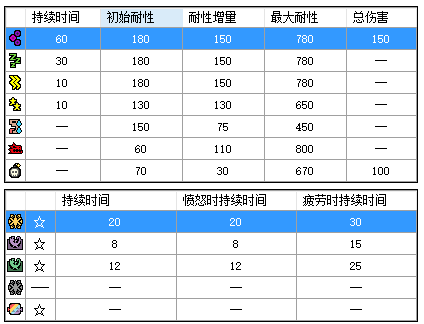 持续时间 初始耐性 耐性增量 最大耐性 总伤害
60 180 150 780 150
30 180 150 780 —
10 180 150 780 —
10 130 130 650 —
— 150 75 450 —
— 60 110 800 —
— 70 30 670 100
持续时间 愤怒时持续时间 疲劳时持续时间
☆ 20 20 30
☆ 8 8 15
☆ 12 12 25
— — — —
☆ — — —